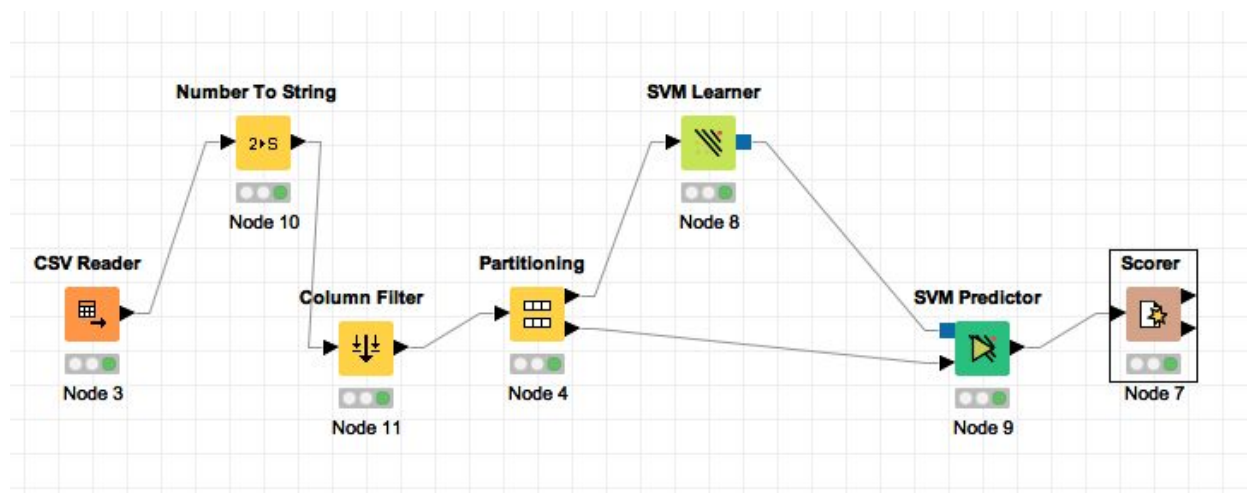 Number To String
2▸S
Node 10
SVM Learner
Node 8
CSV Reader
Node 3
Column Filter
Node 11
Partitioning
Node 4
SVM Predictor
Node 9
Scorer
Node 7